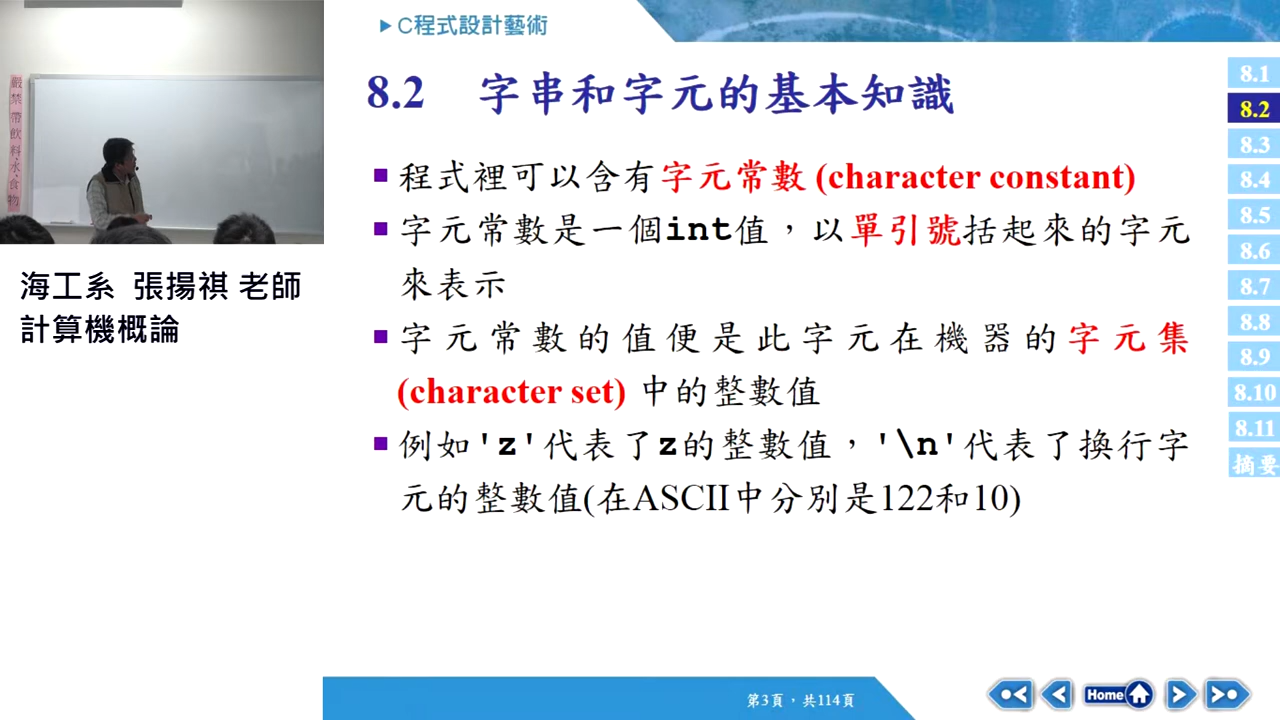 C程式設計藝術
8.2 字串和字元的基本知識
程式裡可以含有字元常數 (character constant)
字元常數是一個int值，以單引號括起來的字元
來表示
字元常數的值便是此字元在機器的字元集
(character set) 中的整數值
例如'z'代表了z的整數值，'\n'代表了換行字
元的整數值(在ASCII中分別是122和10)
8.1
8.2
8.3
8.4
8.5
8.6
8.7
8.8
8.9
8.10
8.11
摘要
嚴禁帶飲料水、食物
海工系 張揚祺 老師
計算機概論
第3頁，共114頁
Home